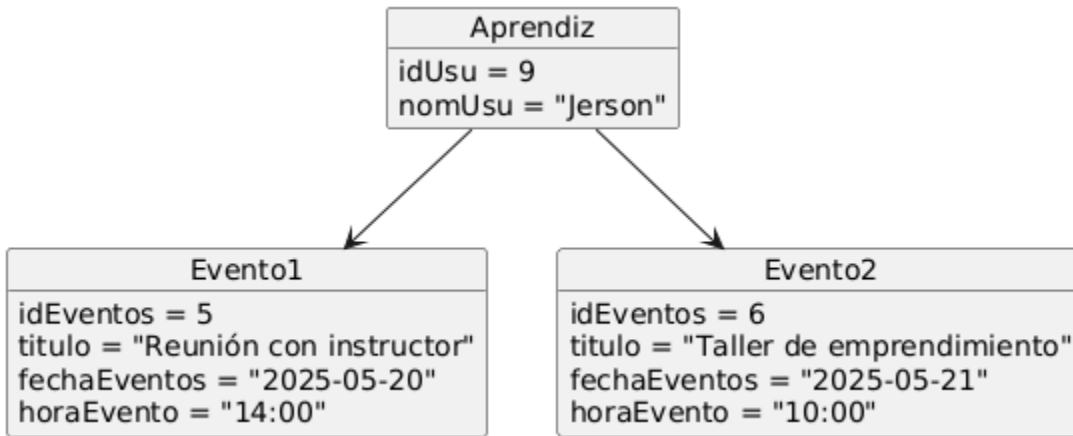 Aprendiz
idUsu = 9
nomUsu = "Jerson"
Evento1
idEventos = 5
titulo = "Reunión con instructor"
fechaEventos = "2025-05-20"
horaEvento = "14:00"
Evento2
idEventos = 6
titulo = "Taller de emprendimiento"
fechaEventos = "2025-05-21"
horaEvento = "10:00"